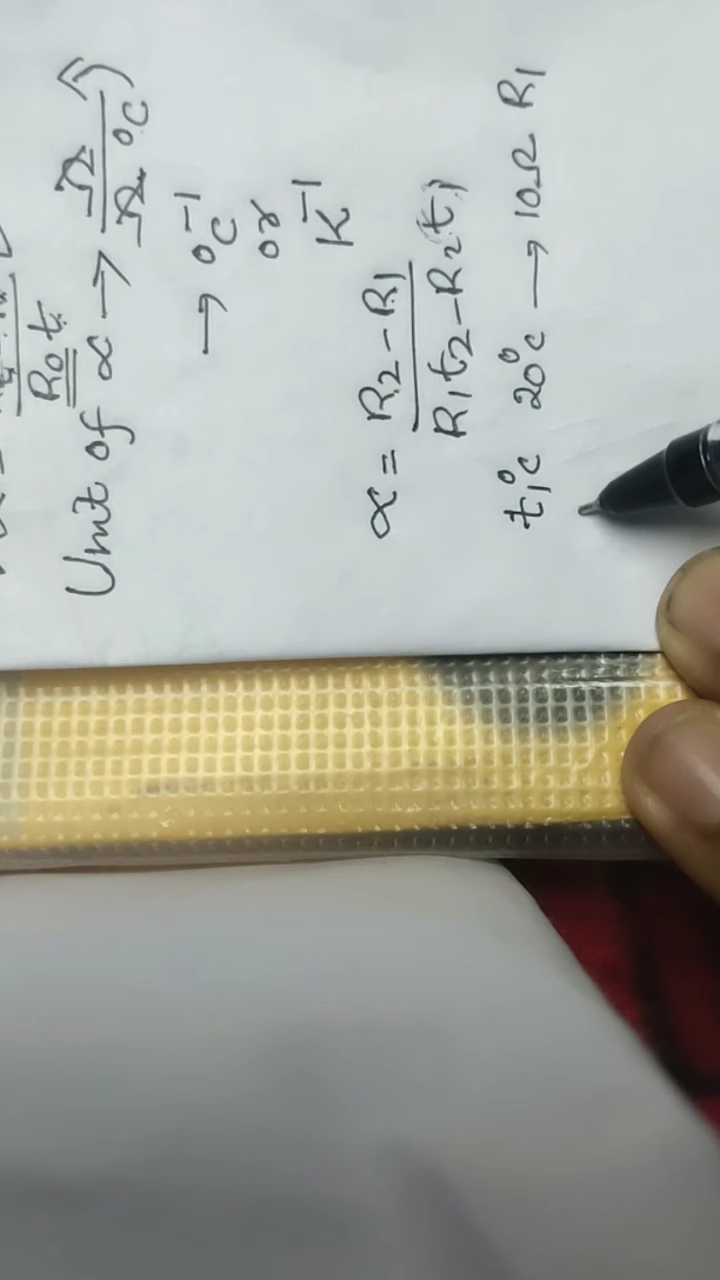 R₀t
Unit of α → Ω / Ω °C
→ °C⁻¹
or
K⁻¹
α = R₂ - R₁ / R₁t₂ - R₂t₁
t₁°C 20°C → 10Ω R₁